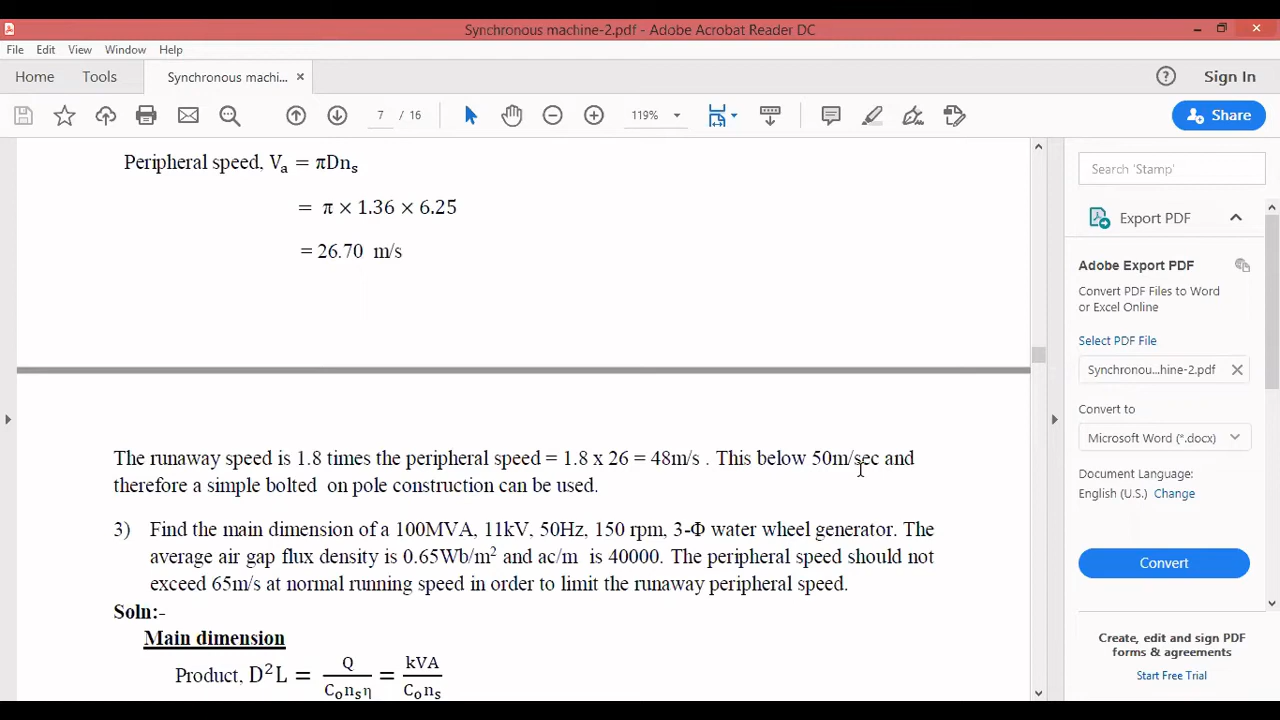 Synchronous machine-2.pdf - Adobe Acrobat Reader DC
File Edit View Window Help
Home Tools Synchronous machi... × Sign In
7 / 16 119% Share
Peripheral speed, Vₐ = πDnₛ
= π × 1.36 × 6.25
= 26.70 m/s
The runaway speed is 1.8 times the peripheral speed = 1.8 x 26 = 48m/s . This below 50m/sec and
therefore a simple bolted on pole construction can be used.
3) Find the main dimension of a 100MVA, 11kV, 50Hz, 150 rpm, 3-Φ water wheel generator. The
average air gap flux density is 0.65Wb/m² and ac/m is 40000. The peripheral speed should not
exceed 65m/s at normal running speed in order to limit the runaway peripheral speed.
Soln:-
Main dimension
Product, D²L = Q / C₀nₛη = kVA / C₀nₛ
Search 'Stamp'
Export PDF
Adobe Export PDF
Convert PDF Files to Word
or Excel Online
Select PDF File
Synchronou...hine-2.pdf
Convert to
Microsoft Word (*.docx)
Document Language:
English (U.S.) Change
Convert
Create, edit and sign PDF
forms & agreements
Start Free Trial